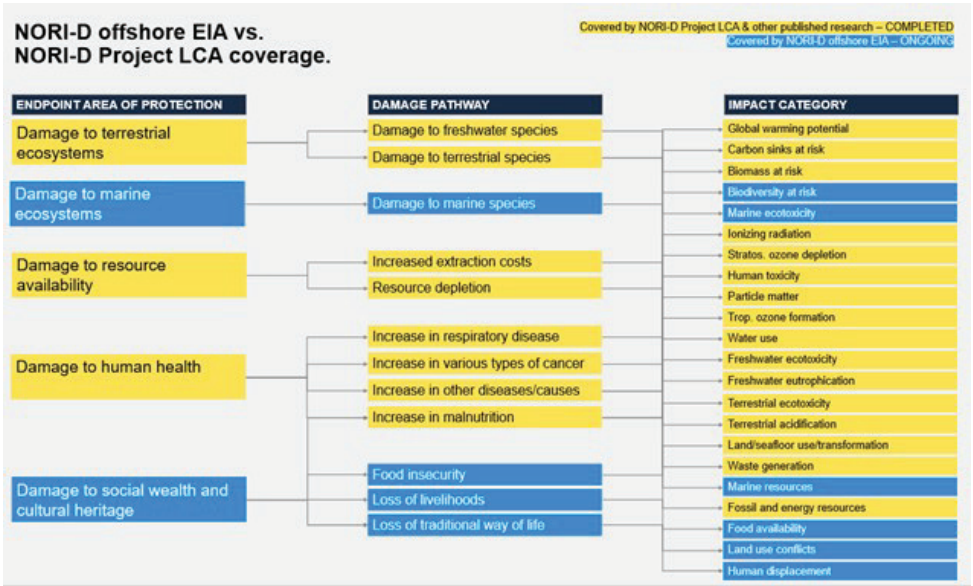 NORI-D offshore EIA vs.
NORI-D Project LCA coverage.
Covered by NORI-D Project LCA & other published research – COMPLETED
Covered by NORI-D offshore EIA – ONGOING
ENDPOINT AREA OF PROTECTION
Damage to terrestrial
ecosystems
Damage to marine
ecosystems
Damage to resource
availability
Damage to human health
Damage to social wealth and
cultural heritage
DAMAGE PATHWAY
Damage to freshwater species
Damage to terrestrial species
Damage to marine species
Increased extraction costs
Resource depletion
Increase in respiratory disease
Increase in various types of cancer
Increase in other diseases/causes
Increase in malnutrition
Food insecurity
Loss of livelihoods
Loss of traditional way of life
IMPACT CATEGORY
Global warming potential
Carbon sinks at risk
Biomass at risk
Biodiversity at risk
Marine ecotoxicity
Ionizing radiation
Stratos. ozone depletion
Human toxicity
Particle matter
Trop. ozone formation
Water use
Freshwater ecotoxicity
Freshwater eutrophication
Terrestrial ecotoxicity
Terrestrial acidification
Land/seafloor use/transformation
Waste generation
Marine resources
Fossil and energy resources
Food availability
Land use conflicts
Human displacement